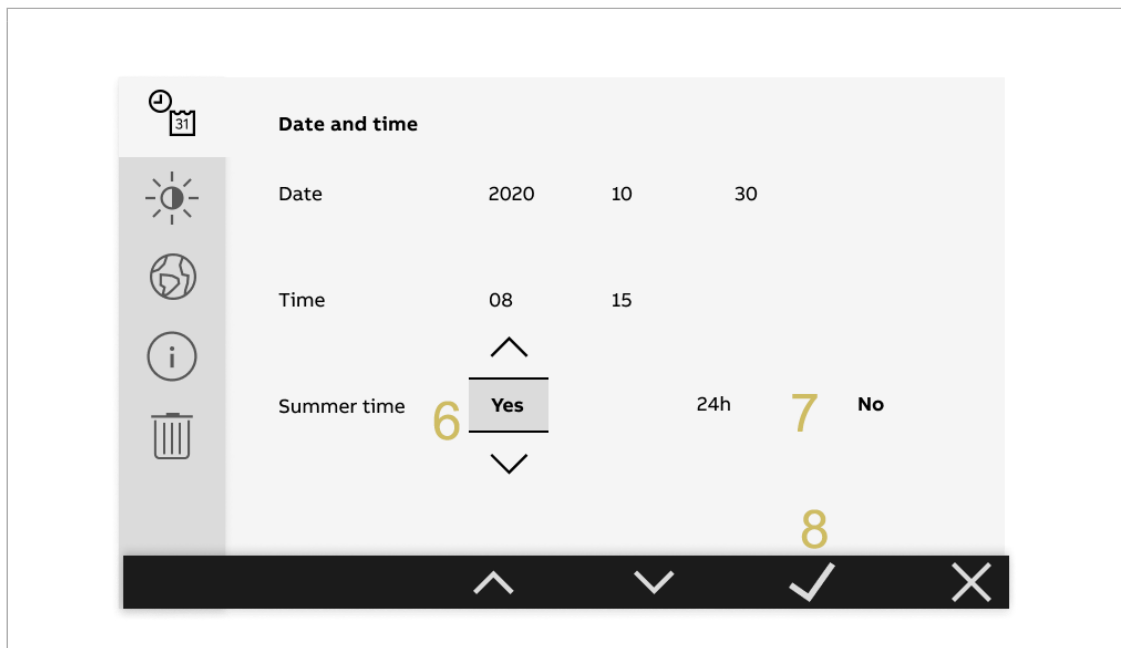 31
Date and time
Date 2020 10 30
Time 08 15
Summer time 6 Yes 24h 7 No
8